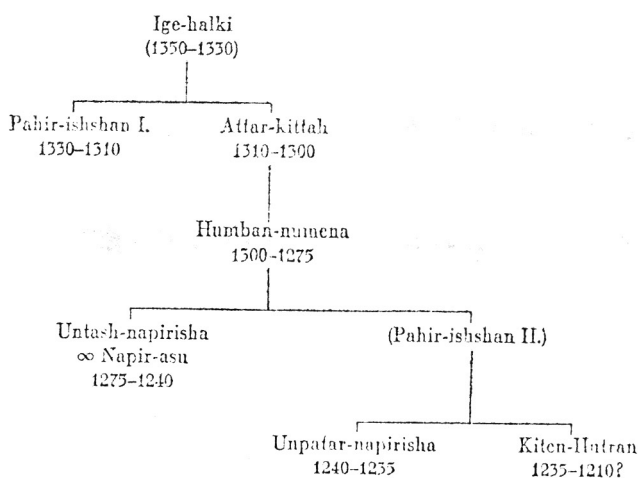 Ige-halki
(1350–1330)
Pahir-ishshan I.
1330–1310
Attar-kittah
1310–1300
Humban-numena
1300–1275
Untash-napirisha
∞ Napir-asu
1275–1240
(Pahir-ishshan II.)
Unpatar-napirisha
1240–1235
Kiten-Hutran
1235–1210?